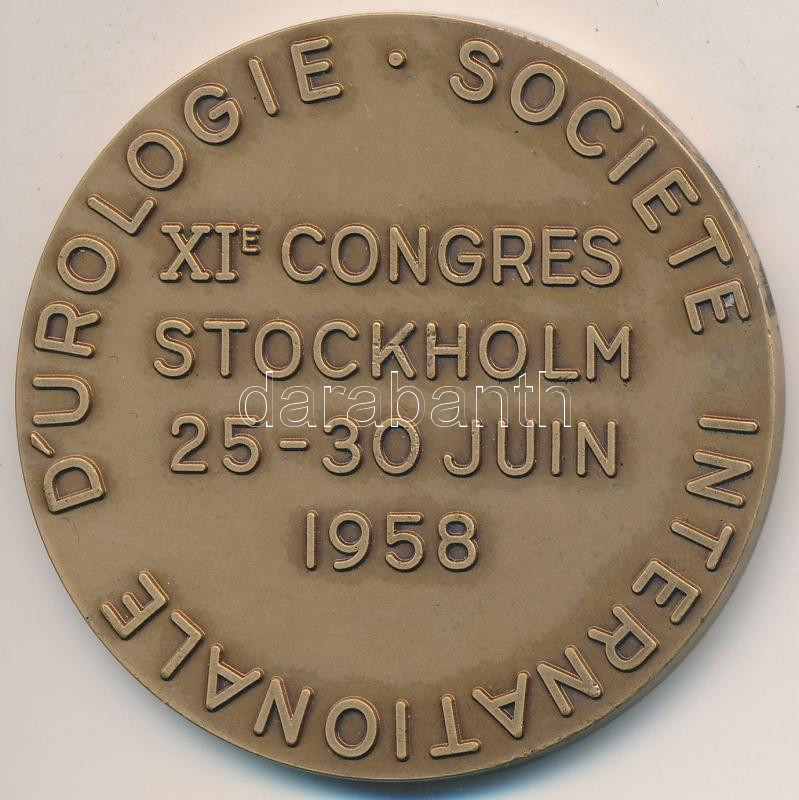 SOCIETE INTERNATIONALE D'UROLOGIE ·
XIE CONGRES
STOCKHOLM
25-30 JUIN
1958
darabanth